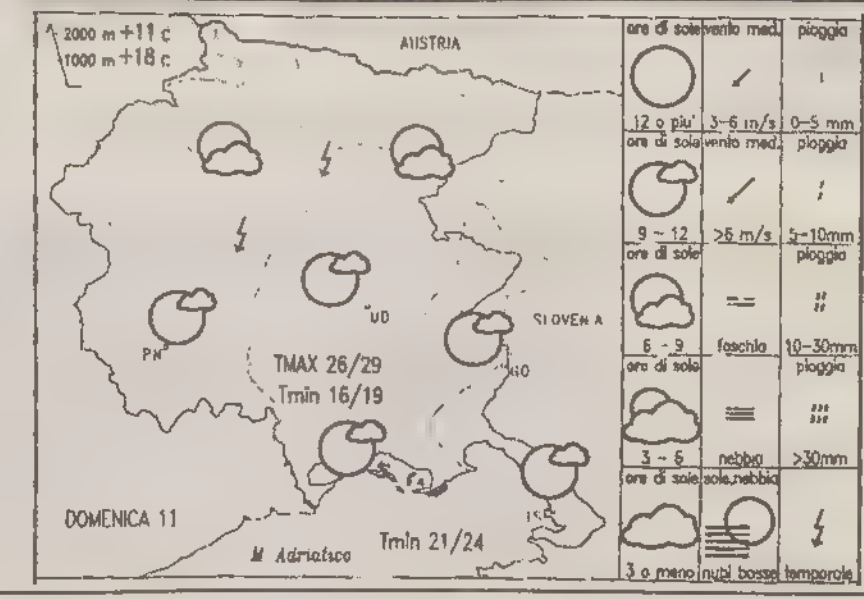 2000 m +11 c
1000 m +18 c
AUSTRIA
UD
SLOVENIA
PN
GO
TMAX 26/29
Tmin 16/19
DOMENICA 11
M Adriatico
Tmin 21/24
ore di sole vento med. pioggia
12 o piu' 3-6 m/s 0-5 mm
ore di sole vento med. pioggia
9 - 12 >6 m/s 5-10mm
ore di sole pioggia
6 - 9 foschia 10-30mm
ore di sole pioggia
3 - 6 nebbia >30mm
ore di sole sole,nebbia
3 o meno nubi basse temporale